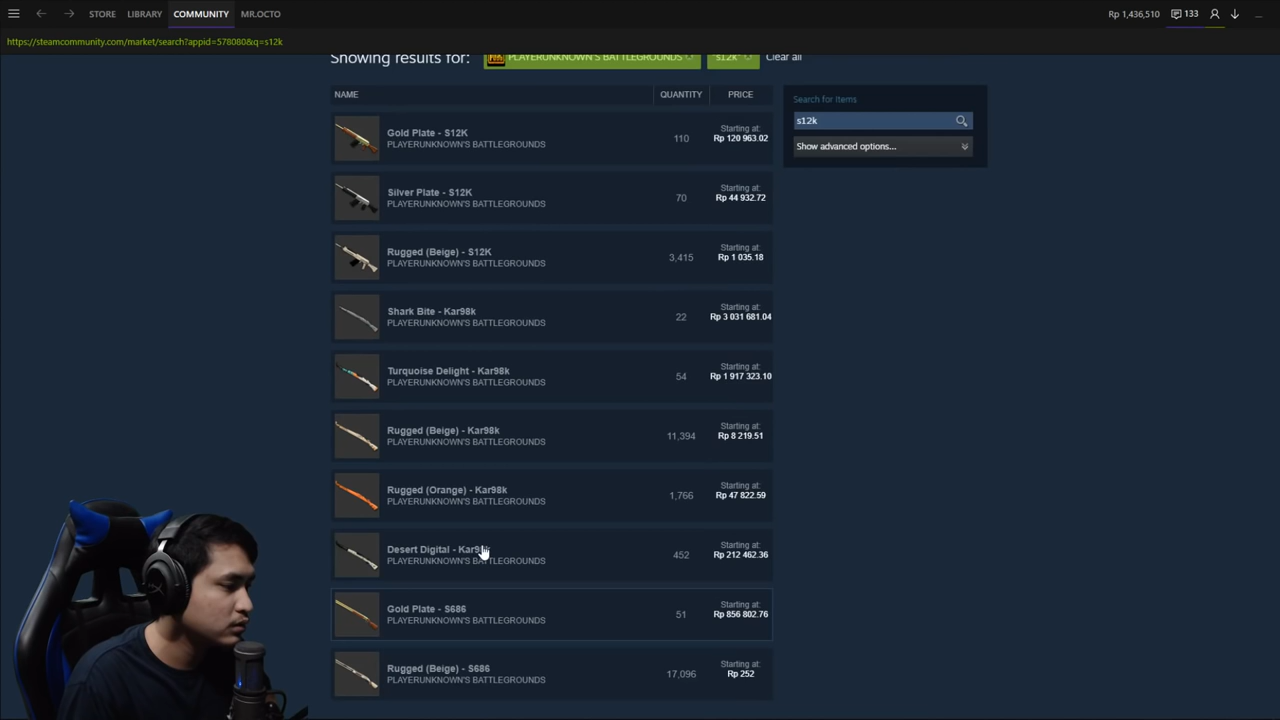 STORE LIBRARY COMMUNITY MR.OCTO Rp 1,436,510 133
https://steamcommunity.com/market/search?appid=578080&q=s12k
Showing results for: PLAYERUNKNOWN'S BATTLEGROUNDS s12k Clear all
NAME QUANTITY PRICE
Search for Items
s12k
Show advanced options...
Gold Plate - S12K
PLAYERUNKNOWN'S BATTLEGROUNDS
110
Starting at:
Rp 120 963.02
Silver Plate - S12K
PLAYERUNKNOWN'S BATTLEGROUNDS
70
Starting at:
Rp 44 932.72
Rugged (Beige) - S12K
PLAYERUNKNOWN'S BATTLEGROUNDS
3,415
Starting at:
Rp 1 035.18
Shark Bite - Kar98k
PLAYERUNKNOWN'S BATTLEGROUNDS
22
Starting at:
Rp 3 031 681.04
Turquoise Delight - Kar98k
PLAYERUNKNOWN'S BATTLEGROUNDS
54
Starting at:
Rp 1 917 323.10
Rugged (Beige) - Kar98k
PLAYERUNKNOWN'S BATTLEGROUNDS
11,394
Starting at:
Rp 8 219.51
Rugged (Orange) - Kar98k
PLAYERUNKNOWN'S BATTLEGROUNDS
1,766
Starting at:
Rp 47 822.59
Desert Digital - Kar98k
PLAYERUNKNOWN'S BATTLEGROUNDS
452
Starting at:
Rp 212 462.36
Gold Plate - S686
PLAYERUNKNOWN'S BATTLEGROUNDS
51
Starting at:
Rp 856 802.76
Rugged (Beige) - S686
PLAYERUNKNOWN'S BATTLEGROUNDS
17,096
Starting at:
Rp 252